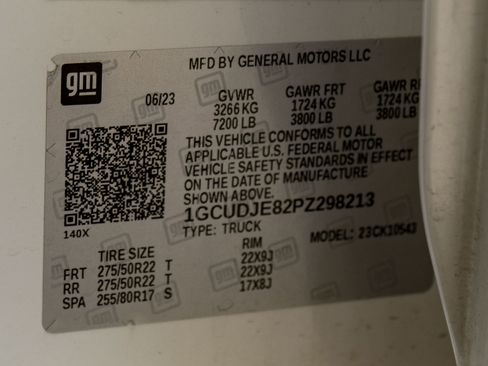 gm
MFD BY GENERAL MOTORS LLC
06/23
GVWR GAWR FRT GAWR
3266 KG 1724 KG 1724 KG
7200 LB 3800 LB 3800 LB
THIS VEHICLE CONFORMS TO ALL
APPLICABLE U.S. FEDERAL MOTOR
VEHICLE SAFETY STANDARDS IN EFFECT
ON THE DATE OF MANUFACTURE
SHOWN ABOVE.
1GCUDJE82PZ298213
140X
TYPE: TRUCK MODEL: 23CK10543
TIRE SIZE RIM
FRT 275/50R22 T 22X9J
RR 275/50R22 T 22X9J
SPA 255/80R17 S 17X8J